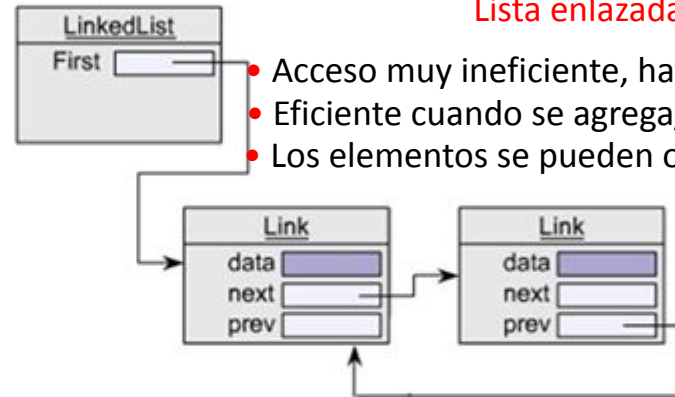 Lista enlazada
LinkedList
First
• Acceso muy ineficiente,
• Eficiente cuando se agrega,
• Los elementos se pueden
Link
data
next
prev
Link
data
next
prev